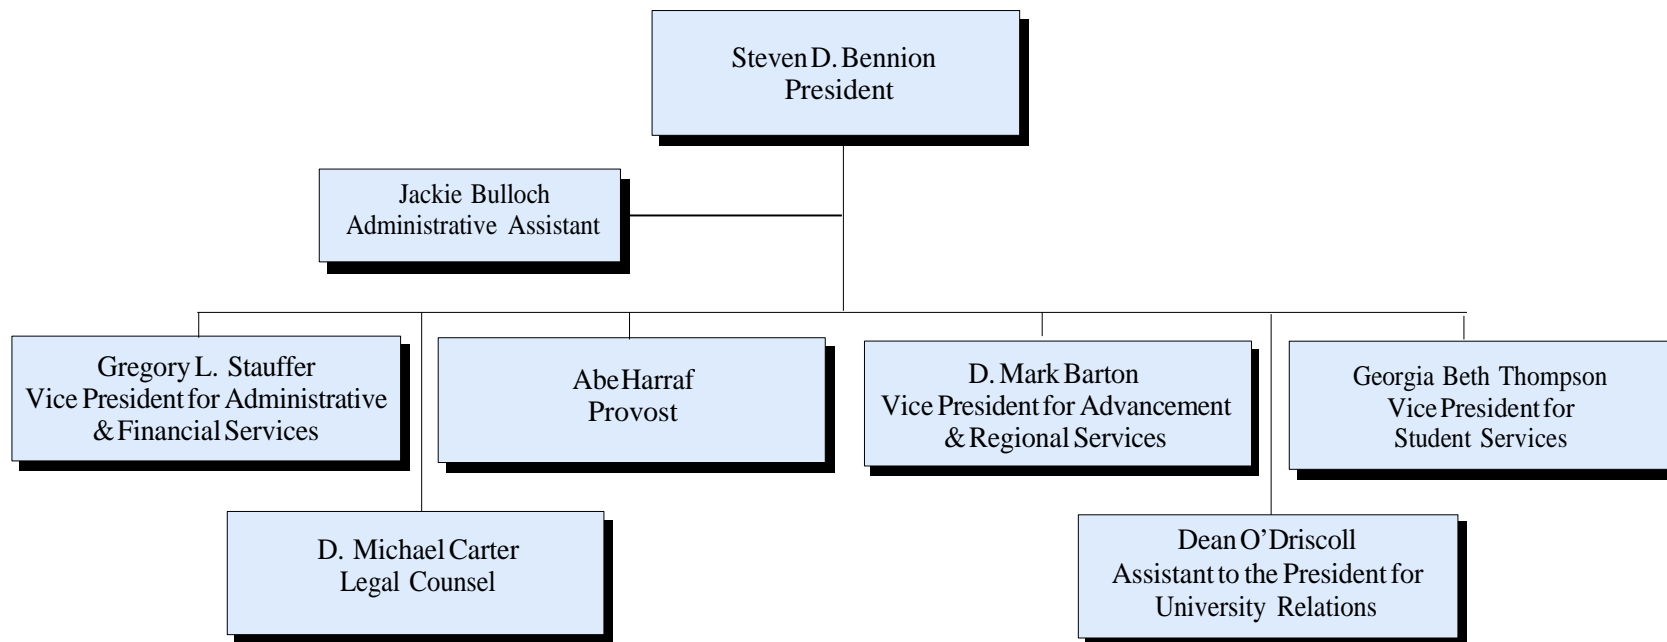 Steven D. Bennion
President
Jackie Bulloch
Administrative Assistant
Gregory L. Stauffer
Vice President for Administrative
& Financial Services
Abe Harraf
Provost
D. Mark Barton
Vice President for Advancement
& Regional Services
Georgia Beth Thompson
Vice President for
Student Services
D. Michael Carter
Legal Counsel
Dean O'Driscoll
Assistant to the President for
University Relations